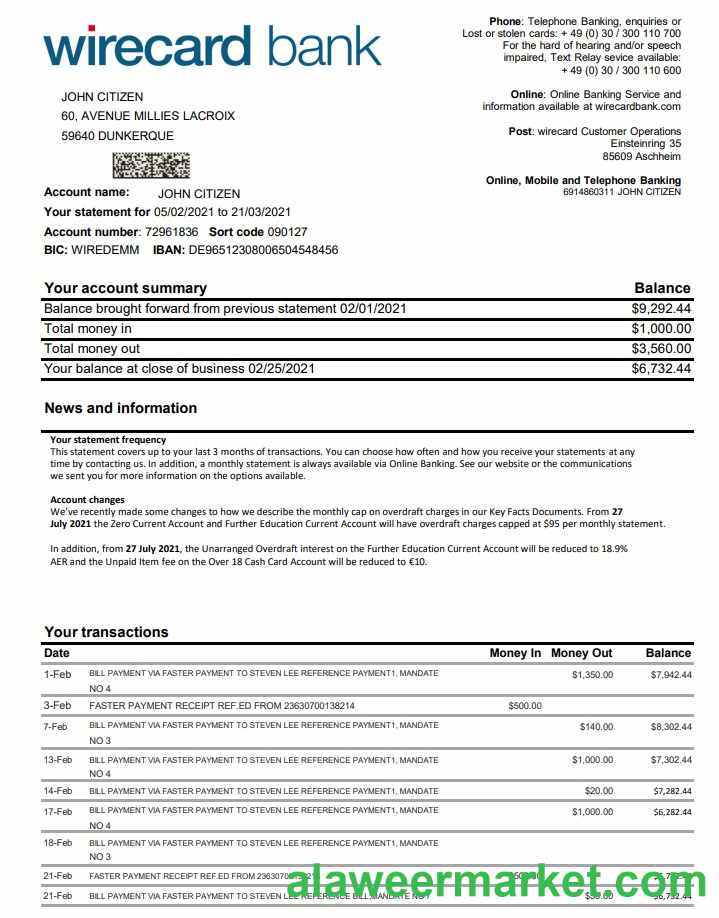 wirecard bank
Phone: Telephone Banking, enquiries or
Lost or stolen cards: + 49 (0) 30 / 300 110 700
For the hard of hearing and/or speech
impaired, Text Relay sevice available:
+ 49 (0) 30 / 300 110 600
Online: Online Banking Service and
information available at wirecardbank.com
Post: wirecard Customer Operations
Einsteinring 35
85609 Aschheim
Online, Mobile and Telephone Banking
6914860311 JOHN CITIZEN
JOHN CITIZEN
60, AVENUE MILLIES LACROIX
59640 DUNKERQUE
Account name: JOHN CITIZEN
Your statement for 05/02/2021 to 21/03/2021
Account number: 72961836 Sort code 090127
BIC: WIREDEMM IBAN: DE96512308006504548456
Your account summary Balance
Balance brought forward from previous statement 02/01/2021 $9,292.44
Total money in $1,000.00
Total money out $3,560.00
Your balance at close of business 02/25/2021 $6,732.44
News and information
Your statement frequency
This statement covers up to your last 3 months of transactions. You can choose how often and how you receive your statements at any
time by contacting us. In addition, a monthly statement is always available via Online Banking. See our website or the communications
we sent you for more information on the options available.
Account changes
We've recently made some changes to how we describe the monthly cap on overdraft charges in our Key Facts Documents. From 27
July 2021 the Zero Current Account and Further Education Current Account will have overdraft charges capped at $95 per monthly statement.
In addition, from 27 July 2021, the Unarranged Overdraft interest on the Further Education Current Account will be reduced to 18.9%
AER and the Unpaid Item fee on the Over 18 Cash Card Account will be reduced to €10.
Your transactions
Date Money In Money Out Balance
1-Feb BILL PAYMENT VIA FASTER PAYMENT TO STEVEN LEE REFERENCE PAYMENT1, MANDATE $1,350.00 $7,942.44
NO 4
3-Feb FASTER PAYMENT RECEIPT REF.ED FROM 23630700138214 $500.00
7-Feb BILL PAYMENT VIA FASTER PAYMENT TO STEVEN LEE REFERENCE PAYMENT1, MANDATE $140.00 $8,302.44
NO 3
13-Feb BILL PAYMENT VIA FASTER PAYMENT TO STEVEN LEE REFERENCE PAYMENT1, MANDATE $1,000.00 $7,302.44
NO 4
14-Feb BILL PAYMENT VIA FASTER PAYMENT TO STEVEN LEE REFERENCE PAYMENT1, MANDATE $20.00 $7,282.44
17-Feb BILL PAYMENT VIA FASTER PAYMENT TO STEVEN LEE REFERENCE PAYMENT1, MANDATE $1,000.00 $6,282.44
NO 4
18-Feb BILL PAYMENT VIA FASTER PAYMENT TO STEVEN LEE REFERENCE PAYMENT1, MANDATE
NO 3
21-Feb FASTER PAYMENT RECEIPT REF.ED FROM
21-Feb BILL PAYMENT VIA FASTER PAYMENT TO STEVEN LEE REFERENCE BILL,MANDATE NO $6,732.44
alaweermarket.com